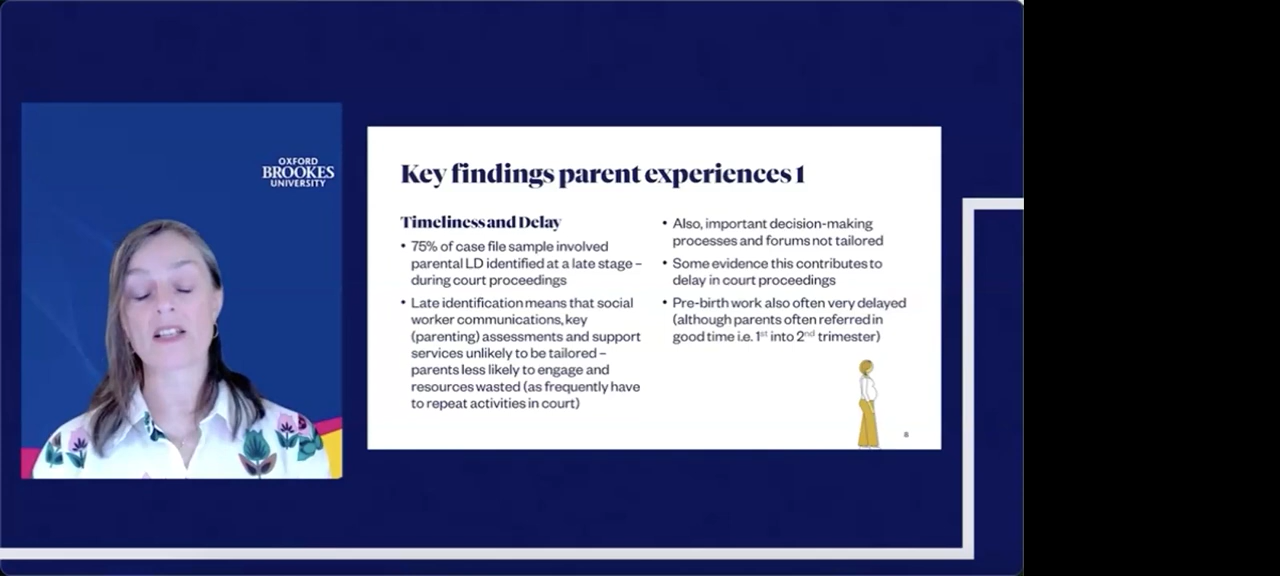 OXFORD
BROOKES
UNIVERSITY
Key findings parent experiences 1
Timeliness and Delay
• 75% of case file sample involved
parental LD identified at a late stage –
during court proceedings
• Late identification means that social
worker communications, key
(parenting) assessments and support
services unlikely to be tailored –
parents less likely to engage and
resources wasted (as frequently have
to repeat activities in court)
• Also, important decision-making
processes and forums not tailored
• Some evidence this contributes to
delay in court proceedings
• Pre-birth work also often very delayed
(although parents often referred in
good time i.e. 1st into 2nd trimester)
8